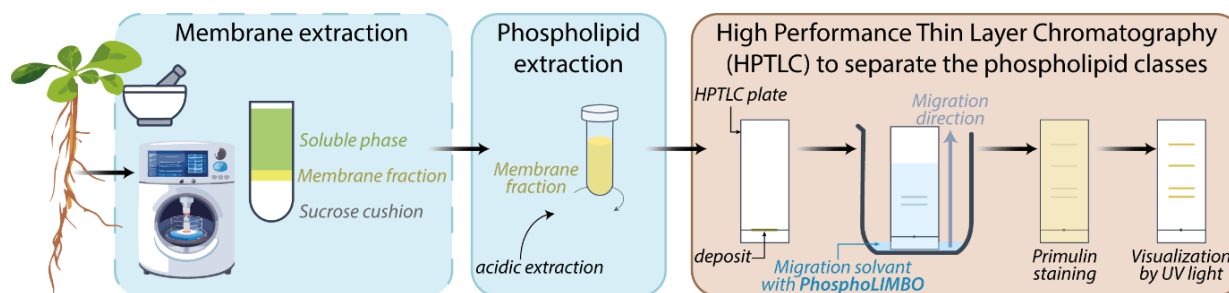 Membrane extraction
Soluble phase
Membrane fraction
Sucrose cushion
Phospholipid
extraction
Membrane
fraction
acidic extraction
High Performance Thin Layer Chromatography
(HPTLC) to separate the phospholipid classes
HPTLC plate
Migration
direction
deposit
Migration solvent
with PhosphoLIMBO
Primulin
staining
Visualization
by UV light